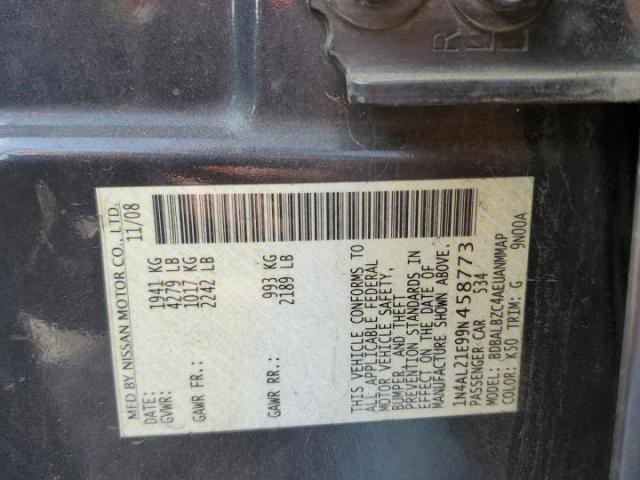 MFD BY NISSAN MOTOR CO., LTD.
DATE: 11/08
GVWR: 1941 KG
4279 LB
GAWR FR: 1017 KG
2242 LB
GAWR RR: 993 KG
2189 LB
THIS VEHICLE CONFORMS TO
ALL APPLICABLE FEDERAL
MOTOR VEHICLE SAFETY,
BUMPER, AND THEFT
PREVENTION STANDARDS IN
EFFECT ON THE DATE OF
MANUFACTURE SHOWN ABOVE.
1N4AL21E99N458773
PASSENGER CAR 534
MODEL: BDBALBZC4AEUANMMAP
COLOR: K50 TRIM: G 9N00A
R